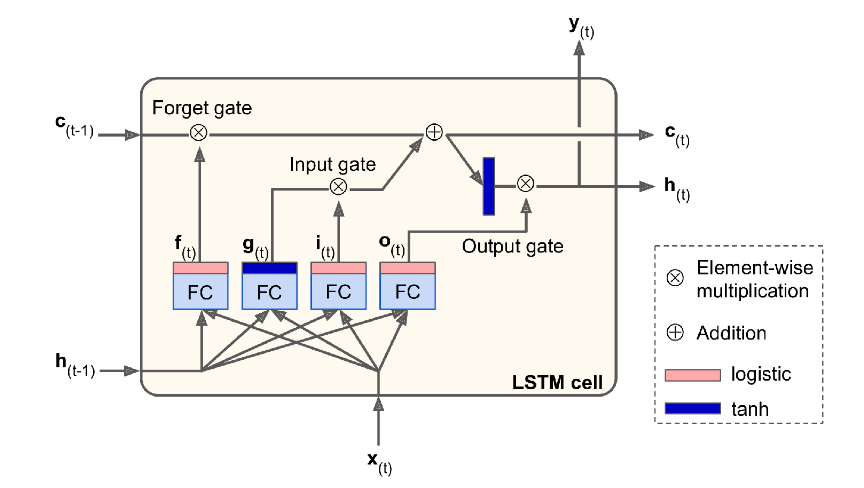 y(t)
Forget gate
c(t-1)
c(t)
Input gate
h(t)
f(t)
g(t)
i(t)
o(t)
Output gate
FC
FC
FC
FC
h(t-1)
LSTM cell
x(t)
Element-wise
multiplication
Addition
logistic
tanh